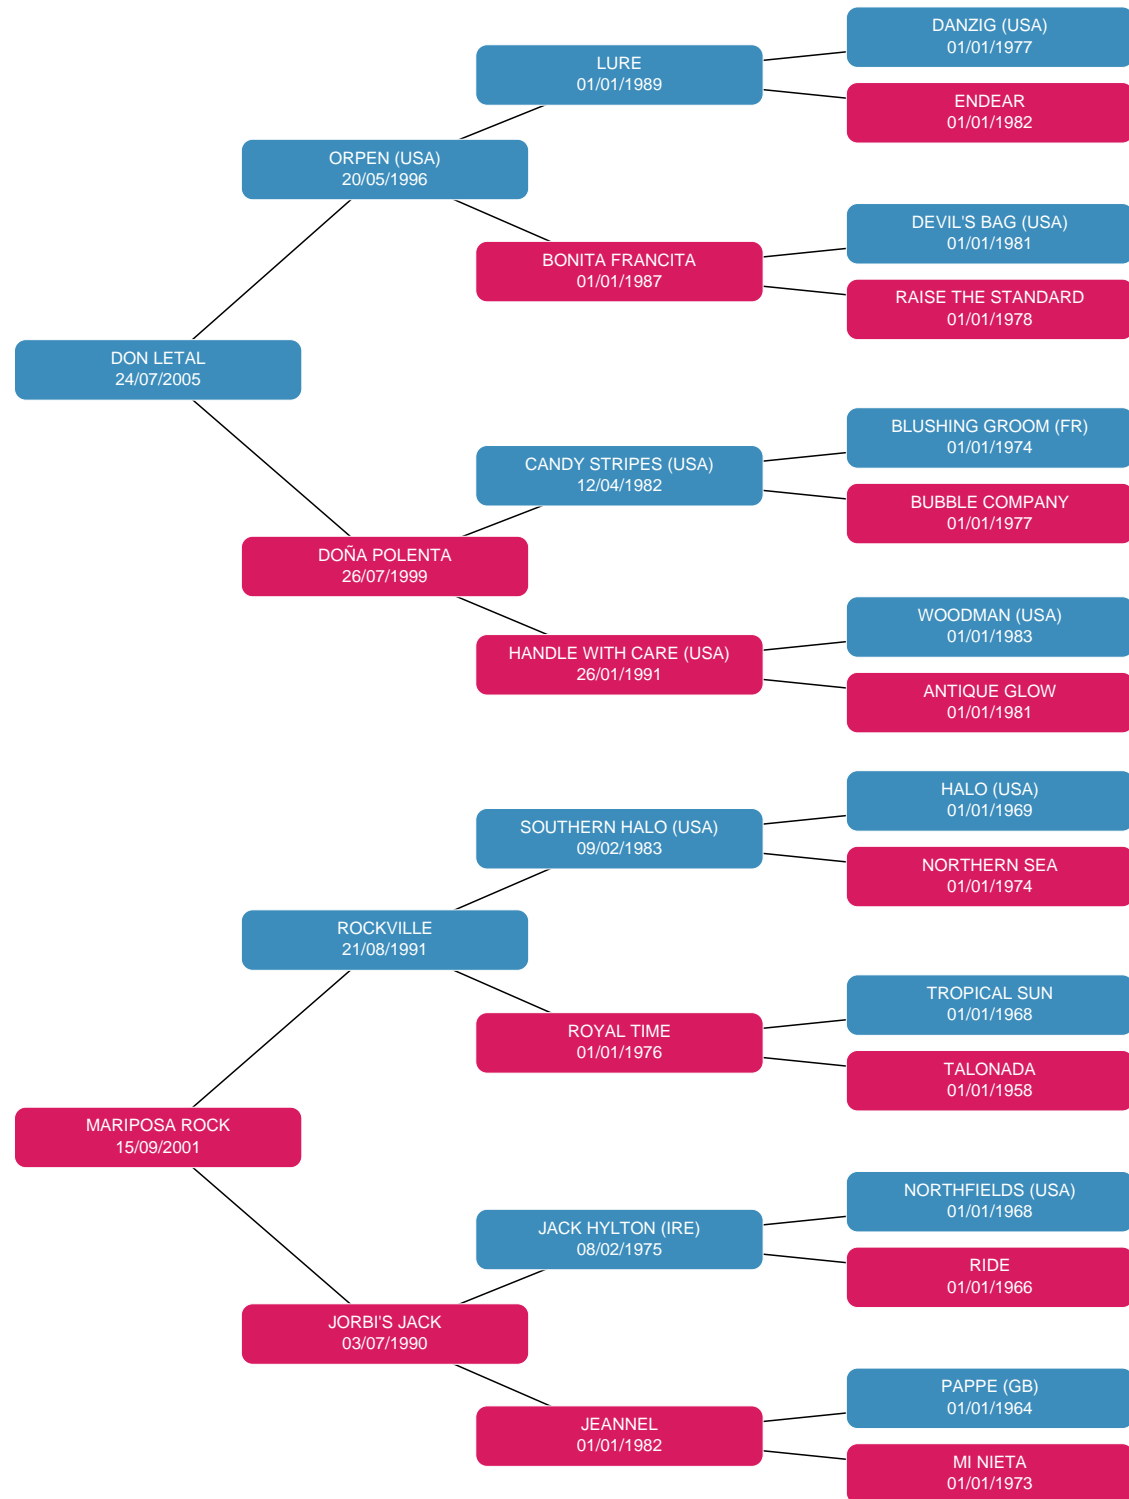 DANZIG (USA)
01/01/1977
LURE
01/01/1989
ENDEAR
01/01/1982
ORPEN (USA)
20/05/1996
DEVIL'S BAG (USA)
01/01/1981
BONITA FRANCITA
01/01/1987
RAISE THE STANDARD
01/01/1978
DON LETAL
24/07/2005
BLUSHING GROOM (FR)
01/01/1974
CANDY STRIPES (USA)
12/04/1982
BUBBLE COMPANY
01/01/1977
DOÑA POLENTA
26/07/1999
WOODMAN (USA)
01/01/1983
HANDLE WITH CARE (USA)
26/01/1991
ANTIQUE GLOW
01/01/1981
HALO (USA)
01/01/1969
SOUTHERN HALO (USA)
09/02/1983
NORTHERN SEA
01/01/1974
ROCKVILLE
21/08/1991
TROPICAL SUN
01/01/1968
ROYAL TIME
01/01/1976
TALONADA
01/01/1958
MARIPOSA ROCK
15/09/2001
NORTHFIELDS (USA)
01/01/1968
JACK HYLTON (IRE)
08/02/1975
RIDE
01/01/1966
JORBI'S JACK
03/07/1990
PAPPE (GB)
01/01/1964
JEANNEL
01/01/1982
MI NIETA
01/01/1973